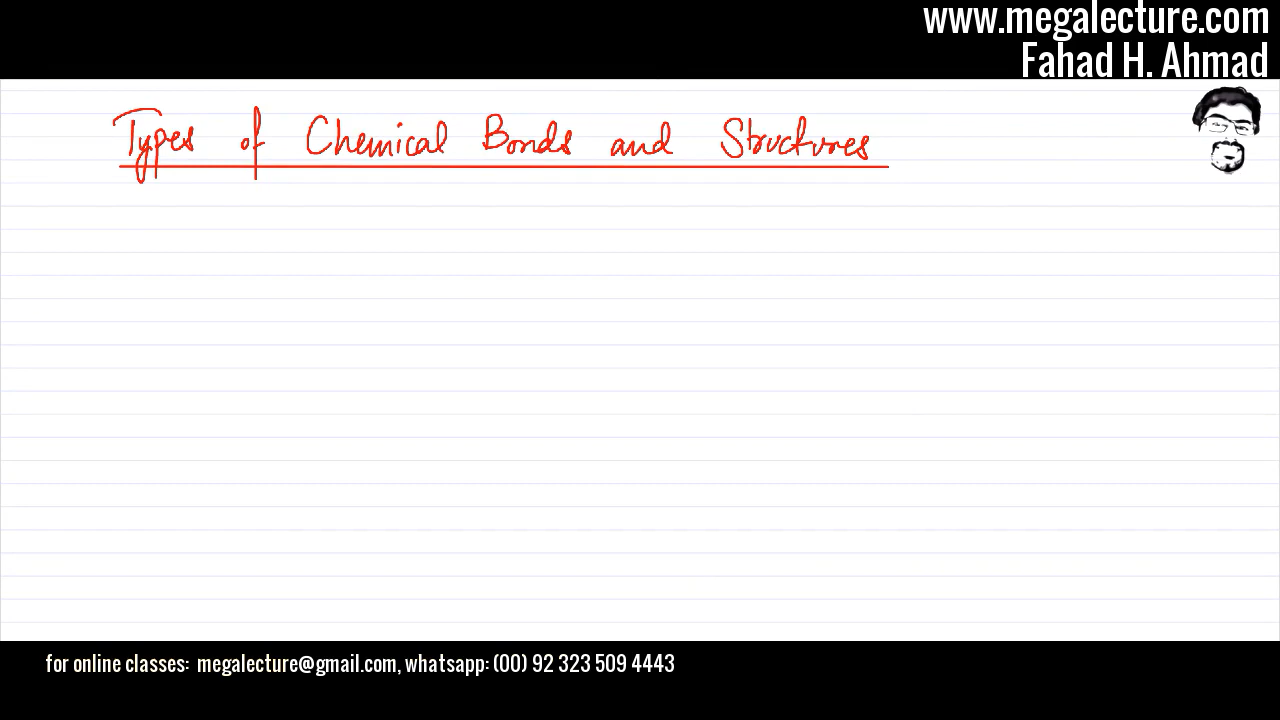 www.megalecture.com
Fahad H. Ahmad
Types of Chemical Bonds and Structures
for online classes: megalecture@gmail.com, whatsapp: (00) 92 323 509 4443